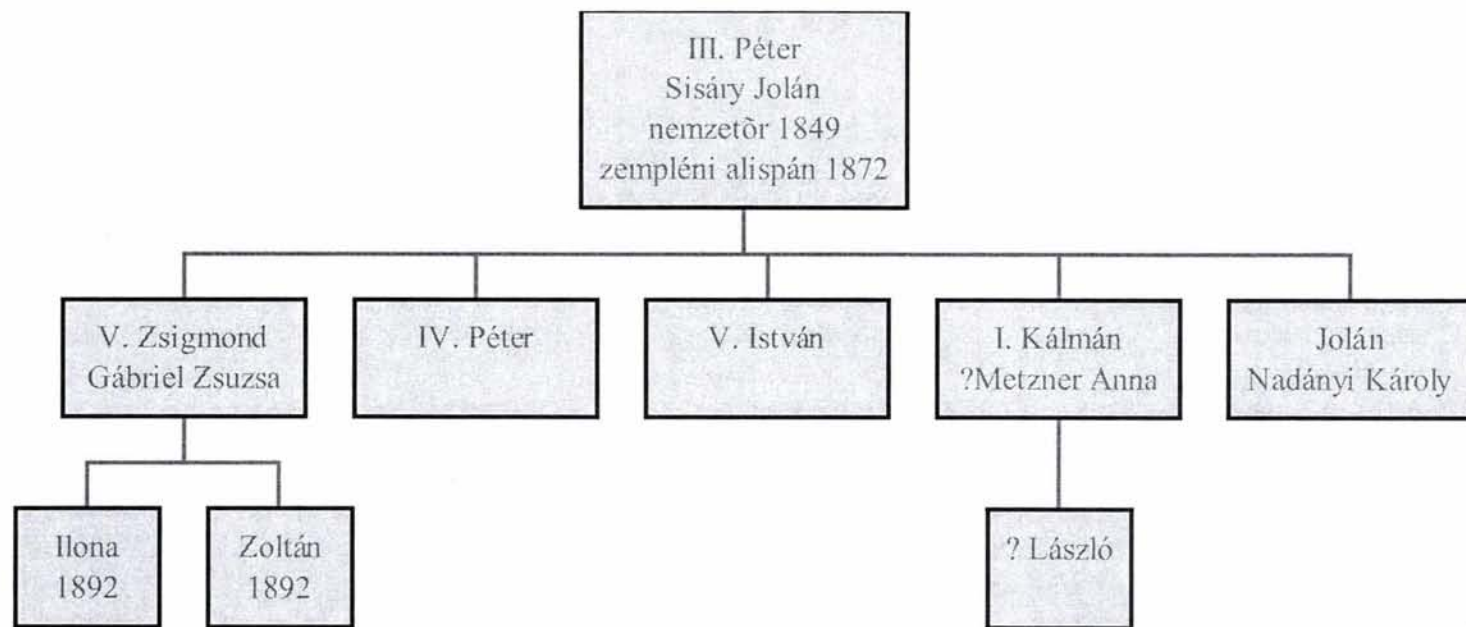 III. Péter
Sisáry Jolán
nemzetõr 1849
zempléni alispán 1872
V. Zsigmond
Gábriel Zsuzsa
IV. Péter
V. István
I. Kálmán
?Metzner Anna
Jolán
Nadányi Károly
Ilona
1892
Zoltán
1892
? László